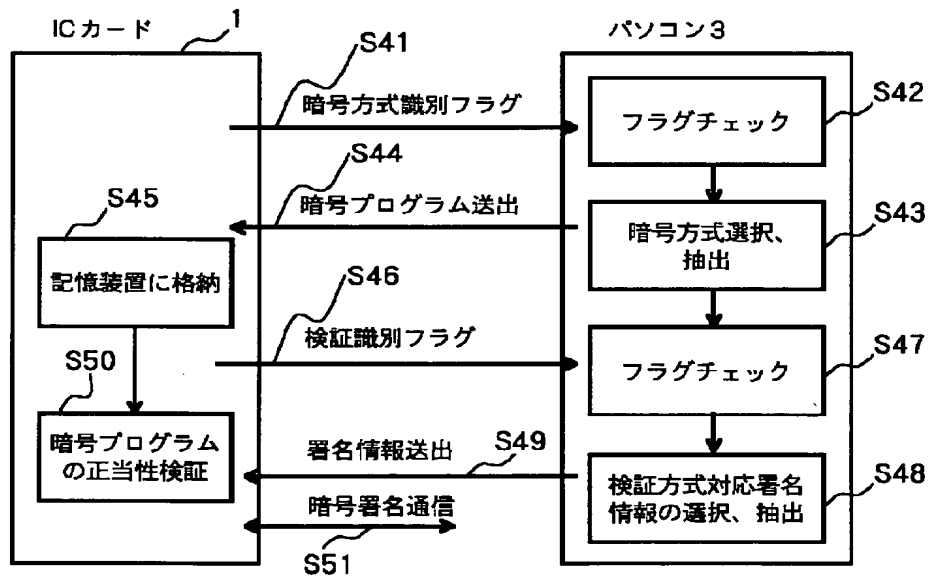 ICカード
1
パソコン3
S41
暗号方式識別フラグ
S42
フラグチェック
S44
暗号プログラム送出
S43
暗号方式選択、
抽出
S45
記憶装置に格納
S46
検証識別フラグ
S47
フラグチェック
S50
暗号プログラム
の正当性検証
署名情報送出
S49
S48
検証方式対応署名
情報の選択、抽出
暗号署名通信
S51